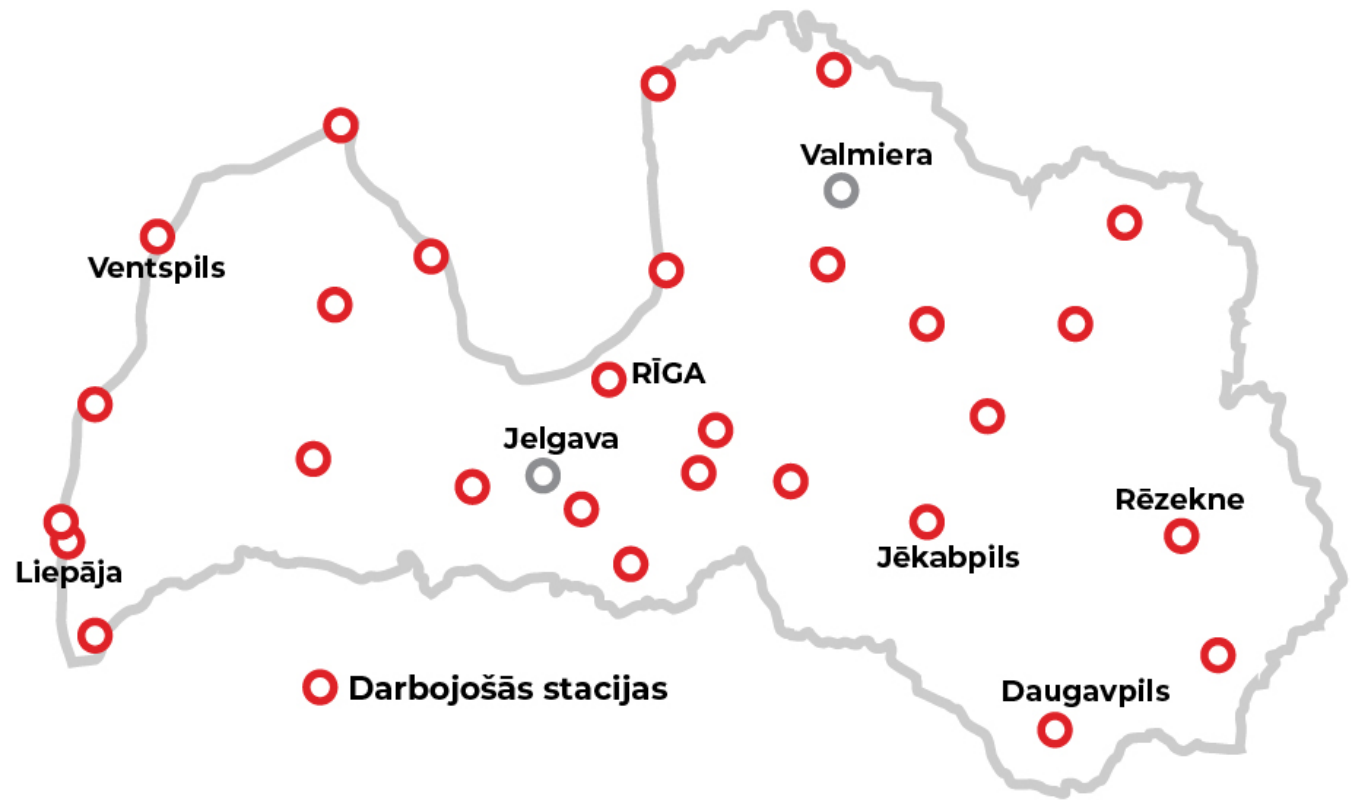 Valmiera
Ventspils
RĪGA
Jelgava
Rēzekne
Jēkabpils
Liepāja
Darbojošās stacijas
Daugavpils